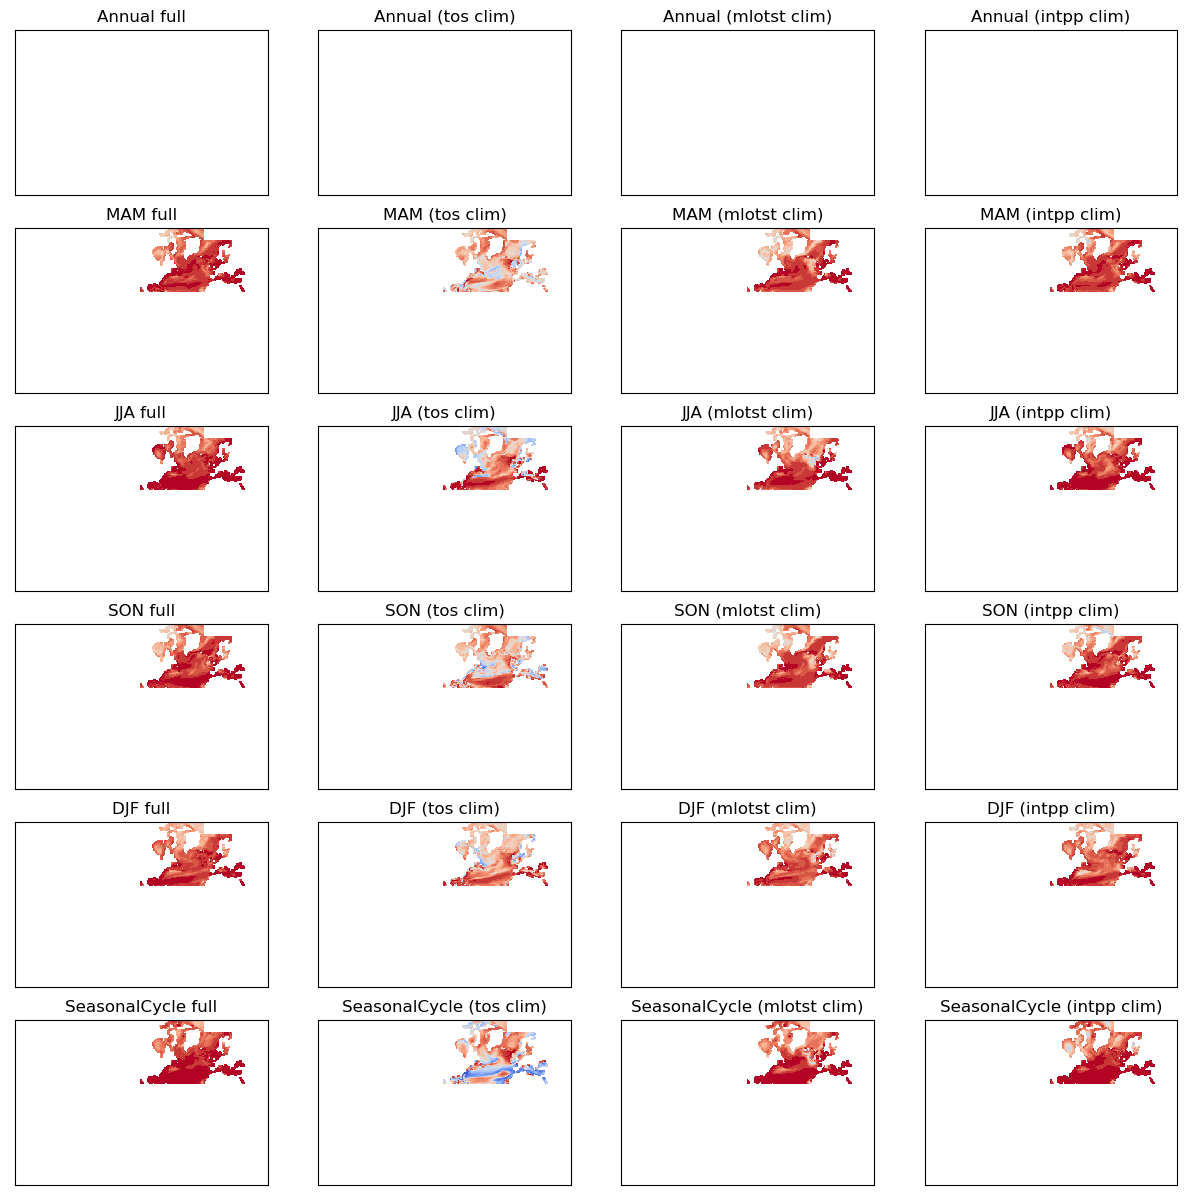 Annual full
Annual (tos clim)
Annual (mlotst clim)
Annual (intpp clim)
MAM full
MAM (tos clim)
MAM (mlotst clim)
MAM (intpp clim)
JJA full
JJA (tos clim)
JJA (mlotst clim)
JJA (intpp clim)
SON full
SON (tos clim)
SON (mlotst clim)
SON (intpp clim)
DJF full
DJF (tos clim)
DJF (mlotst clim)
DJF (intpp clim)
SeasonalCycle full
SeasonalCycle (tos clim)
SeasonalCycle (mlotst clim)
SeasonalCycle (intpp clim)